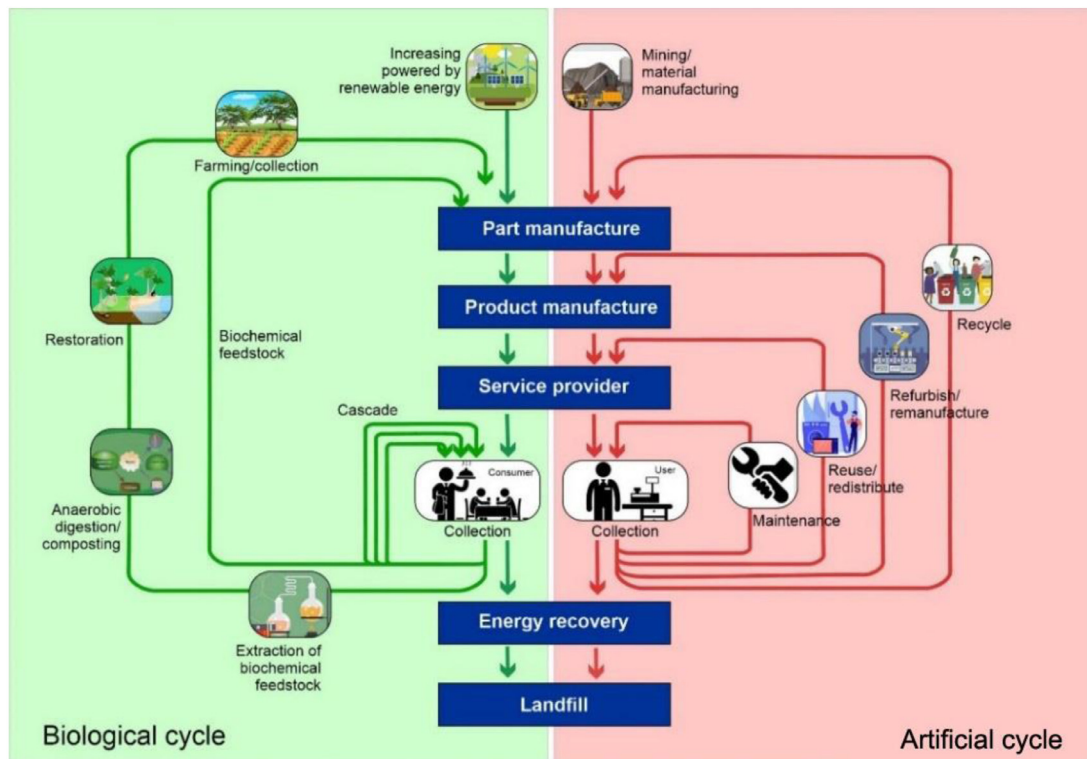 Increasing
powered by
renewable energy
Mining/
material
manufacturing
Farming/collection
Part manufacture
Restoration
Biochemical
feedstock
Product manufacture
Recycle
Service provider
Refurbish/
remanufacture
Cascade
Consumer
User
Reuse/
redistribute
Anaerobic
digestion/
composting
Collection
Collection
Maintenance
Energy recovery
Extraction of
biochemical
feedstock
Landfill
Biological cycle
Artificial cycle